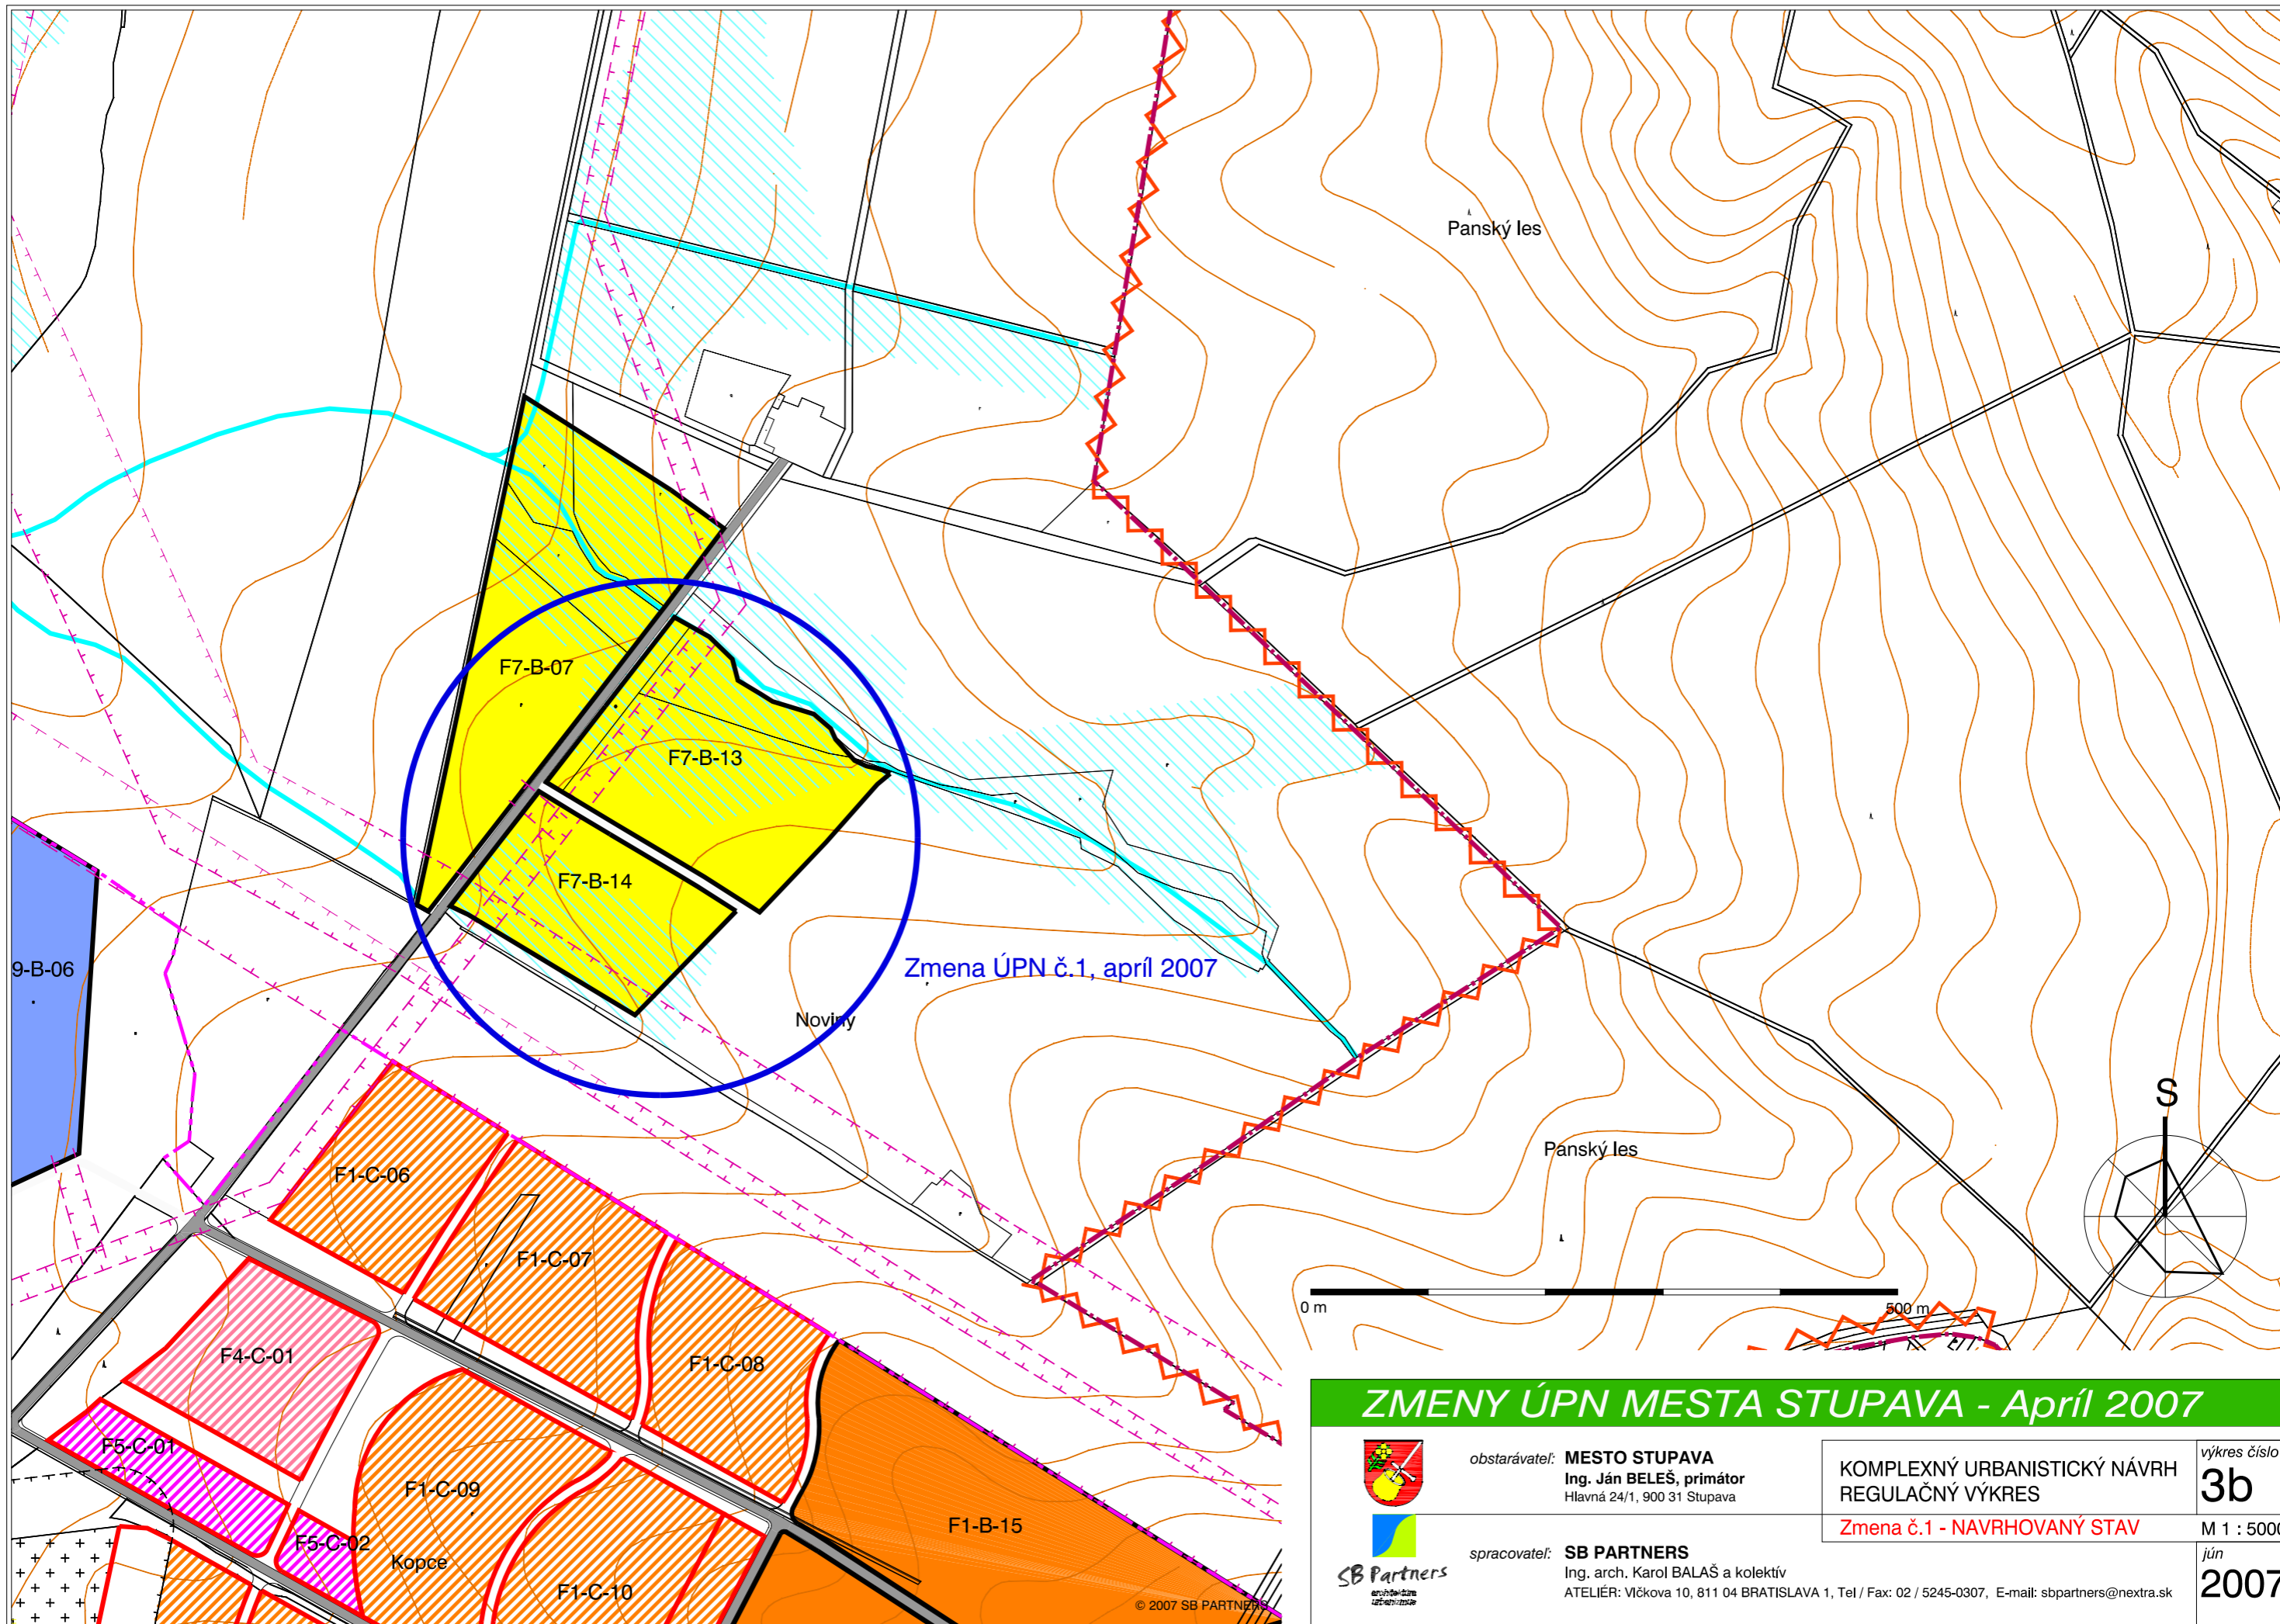 Panský les
F7-B-07
F7-B-13
F7-B-14
9-B-06
Zmena ÚPN č.1, apríl 2007
Noviny
S
Panský les
F1-C-06
F1-C-07
0 m
500 m
F4-C-01
F1-C-08
F5-C-01
F1-C-09
F5-C-02
Kopce
F1-B-15
F1-C-10
© 2007 SB PARTNERS
ZMENY ÚPN MESTA STUPAVA - Apríl 2007
obstarávateľ: MESTO STUPAVA
Ing. Ján BELEŠ, primátor
Hlavná 24/1, 900 31 Stupava
KOMPLEXNÝ URBANISTICKÝ NÁVRH
REGULAČNÝ VÝKRES
výkres číslo
3b
Zmena č.1 - NAVRHOVANÝ STAV
M 1 : 5000
SB Partners
architektúra
urbanizmus
spracovateľ: SB PARTNERS
Ing. arch. Karol BALAŠ a kolektív
ATELIÉR: Vlčkova 10, 811 04 BRATISLAVA 1, Tel / Fax: 02 / 5245-0307, E-mail: sbpartners@nextra.sk
jún
2007